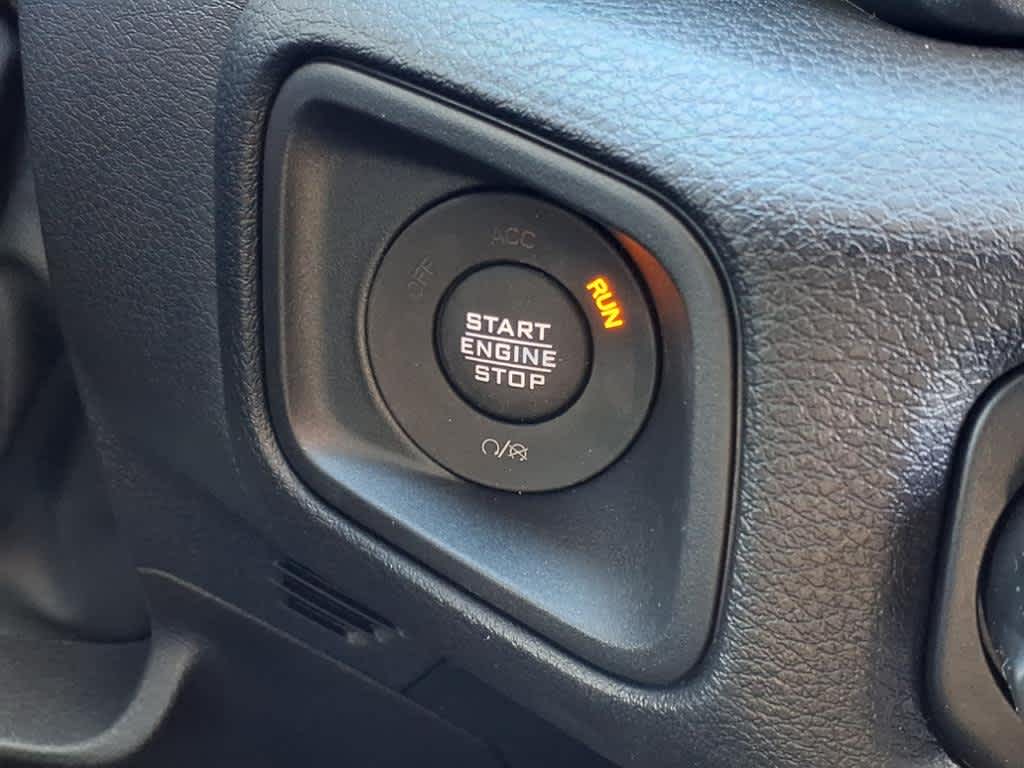 ACC
OFF
RUN
START
ENGINE
STOP